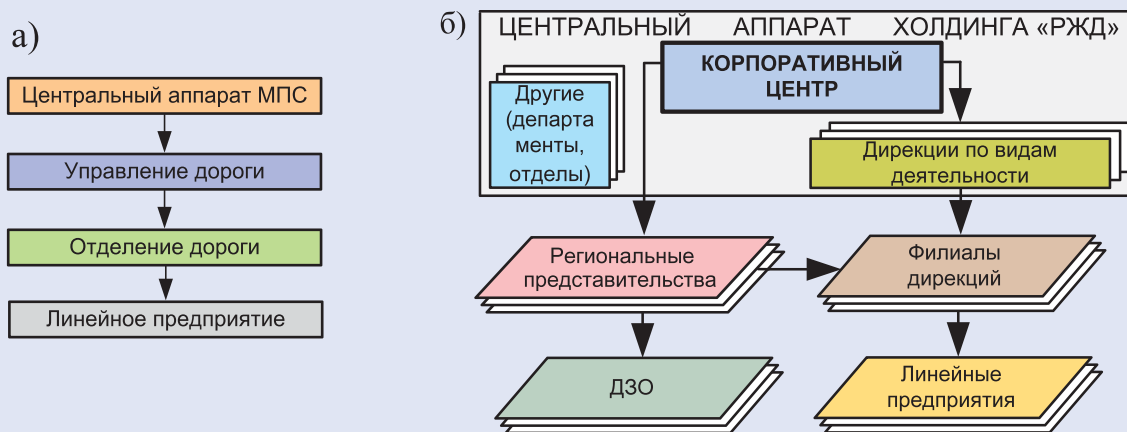 а)
Центральный аппарат МПС
Управление дороги
Отделение дороги
Линейное предприятие
б)
ЦЕНТРАЛЬНЫЙ АППАРАТ ХОЛДИНГА «РЖД»
КОРПОРАТИВНЫЙ
ЦЕНТР
Другие
(департа
менты,
отделы)
Дирекции по видам
деятельности
Региональные
представительства
Филиалы
дирекций
ДЗО
Линейные
предприятия